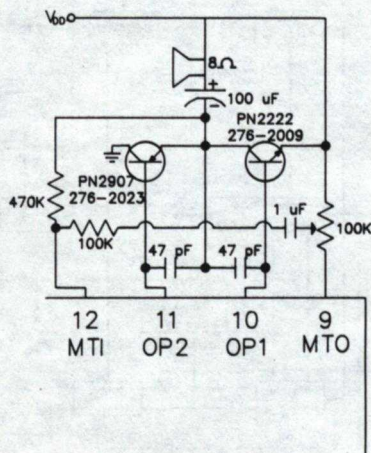 VDD
8Ω
+
100 uF
−
PN2222
276-2009
PN2907
276-2023
470K
100K
1 uF
100K
47 pF
47 pF
12
11
10
9
MTI
OP2
OP1
MTO